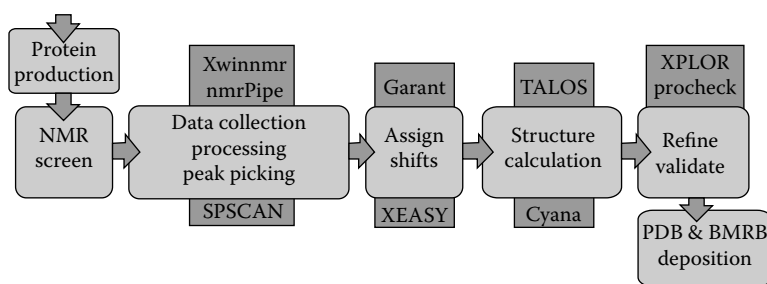 Protein
production
NMR
screen
Xwinnmr
nmrPipe
Data collection
processing
peak picking
SPSCAN
Garant
Assign
shifts
XEASY
TALOS
Structure
calculation
Cyana
XPLOR
procheck
Refine
validate
PDB & BMRB
deposition